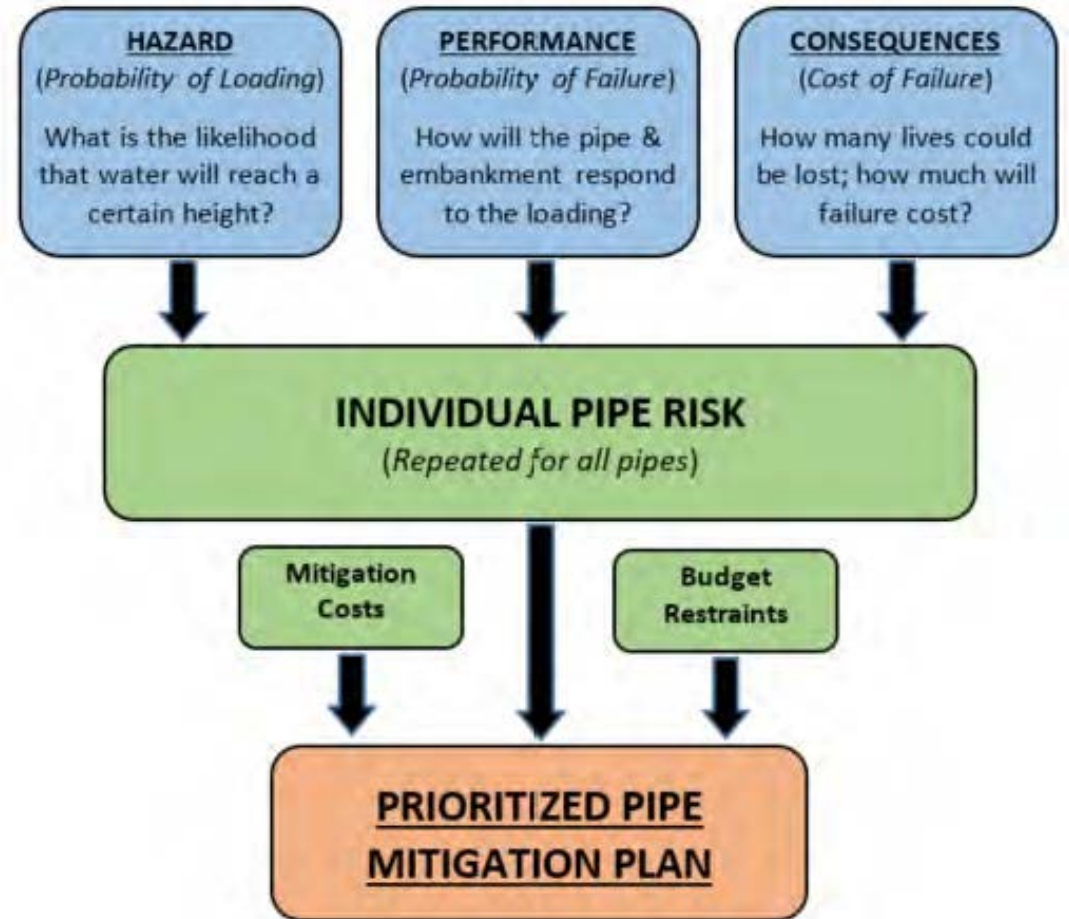 HAZARD
(Probability of Loading)
What is the likelihood
that water will reach a
certain height?
PERFORMANCE
(Probability of Failure)
How will the pipe &
embankment respond
to the loading?
CONSEQUENCES
(Cost of Failure)
How many lives could
be lost; how much will
failure cost?
INDIVIDUAL PIPE RISK
(Repeated for all pipes)
Mitigation
Costs
Budget
Restraints
PRIORITIZED PIPE
MITIGATION PLAN